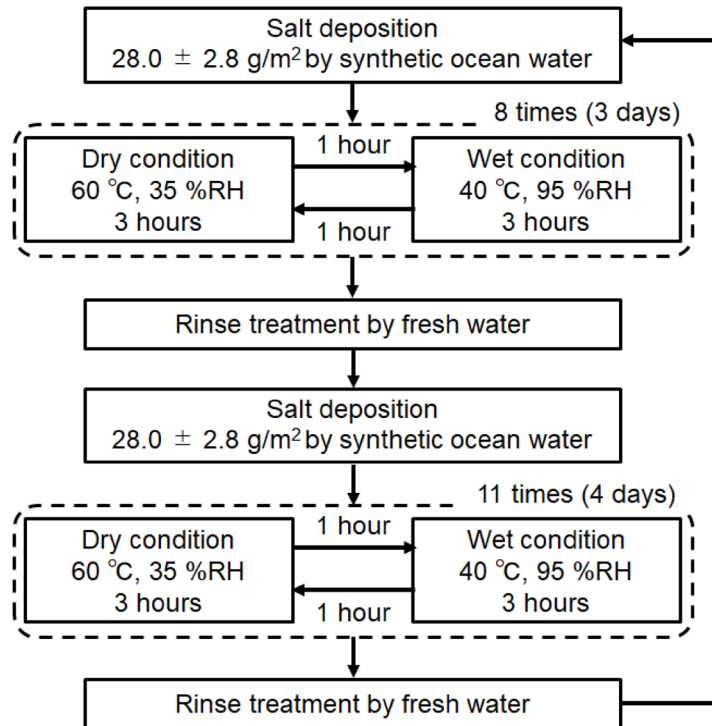 Salt deposition
28.0 ± 2.8 g/m² by synthetic ocean water
8 times (3 days)
Dry condition
60 ℃, 35 %RH
3 hours
1 hour
1 hour
Wet condition
40 ℃, 95 %RH
3 hours
Rinse treatment by fresh water
Salt deposition
28.0 ± 2.8 g/m² by synthetic ocean water
11 times (4 days)
Dry condition
60 ℃, 35 %RH
3 hours
1 hour
1 hour
Wet condition
40 ℃, 95 %RH
3 hours
Rinse treatment by fresh water